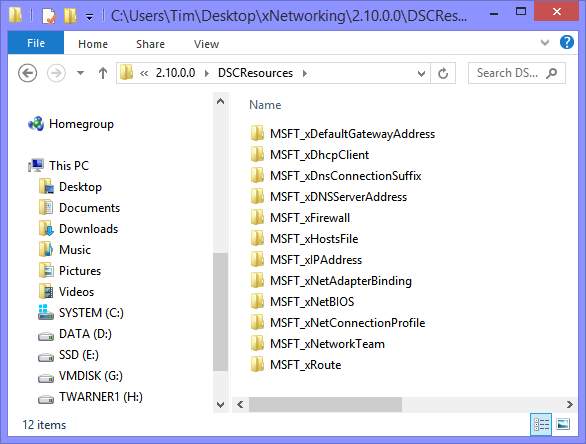 C:\Users\Tim\Desktop\xNetworking\2.10.0.0\DSCRes...
File Home Share View
« 2.10.0.0 DSCResources Search DS...
Name
Homegroup
This PC
Desktop
Documents
Downloads
Music
Pictures
Videos
SYSTEM (C:)
DATA (D:)
SSD (E:)
VMDISK (G:)
TWARNER1 (H:)
MSFT_xDefaultGatewayAddress
MSFT_xDhcpClient
MSFT_xDnsConnectionSuffix
MSFT_xDNSServerAddress
MSFT_xFirewall
MSFT_xHostsFile
MSFT_xIPAddress
MSFT_xNetAdapterBinding
MSFT_xNetBIOS
MSFT_xNetConnectionProfile
MSFT_xNetworkTeam
MSFT_xRoute
12 items